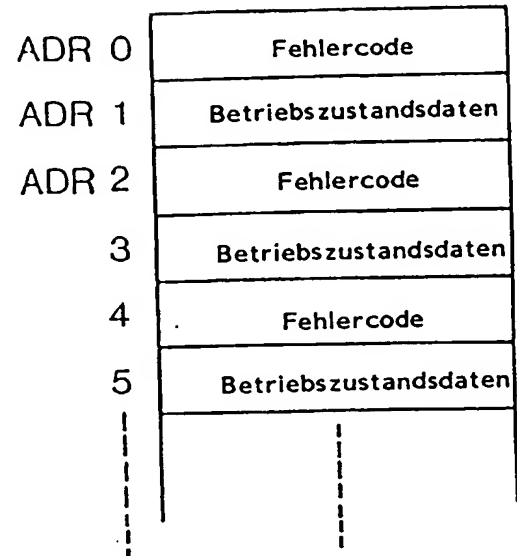 ADR 0 Fehlercode
ADR 1 Betriebszustandsdaten
ADR 2 Fehlercode
3 Betriebszustandsdaten
4 Fehlercode
5 Betriebszustandsdaten